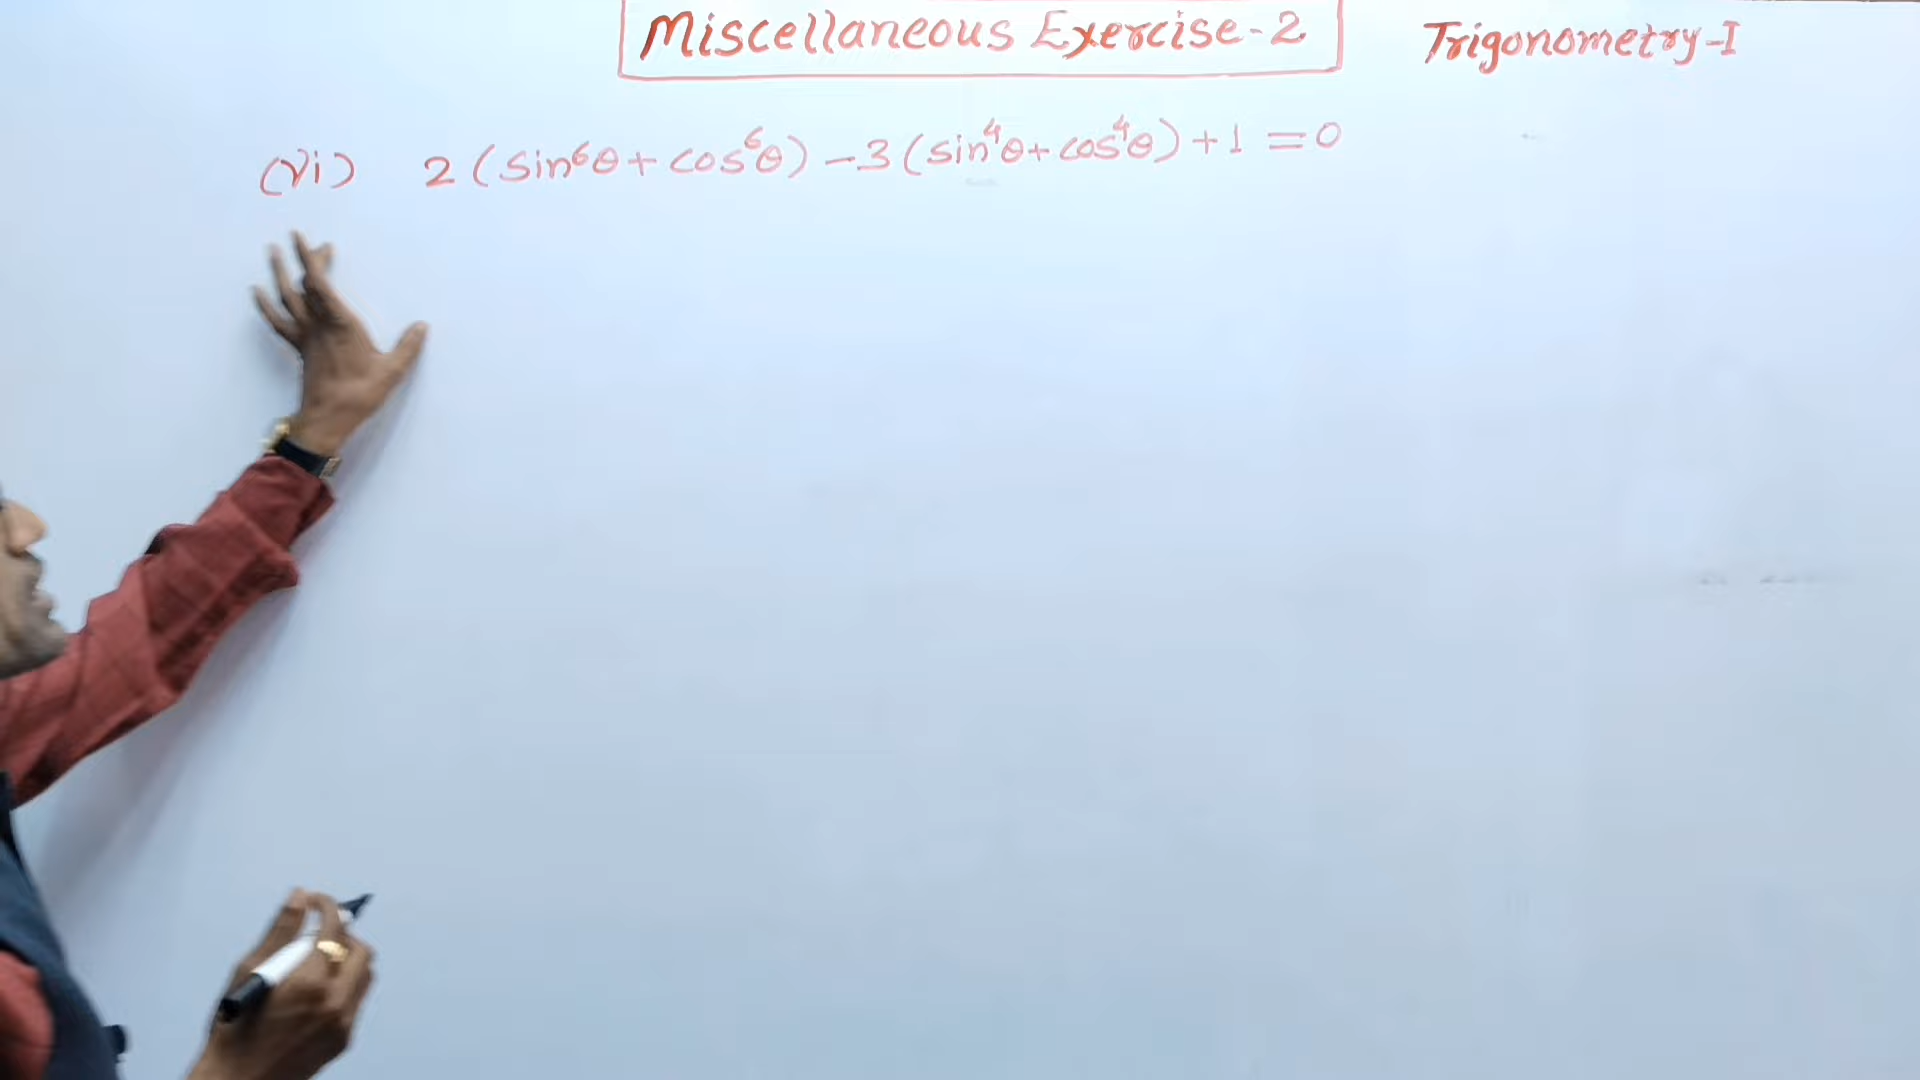 Miscellaneous Exercise-2
Trigonometry-I
(vi) 2 (sin⁶θ + cos⁶θ) – 3 (sin⁴θ + cos⁴θ) + 1 = 0